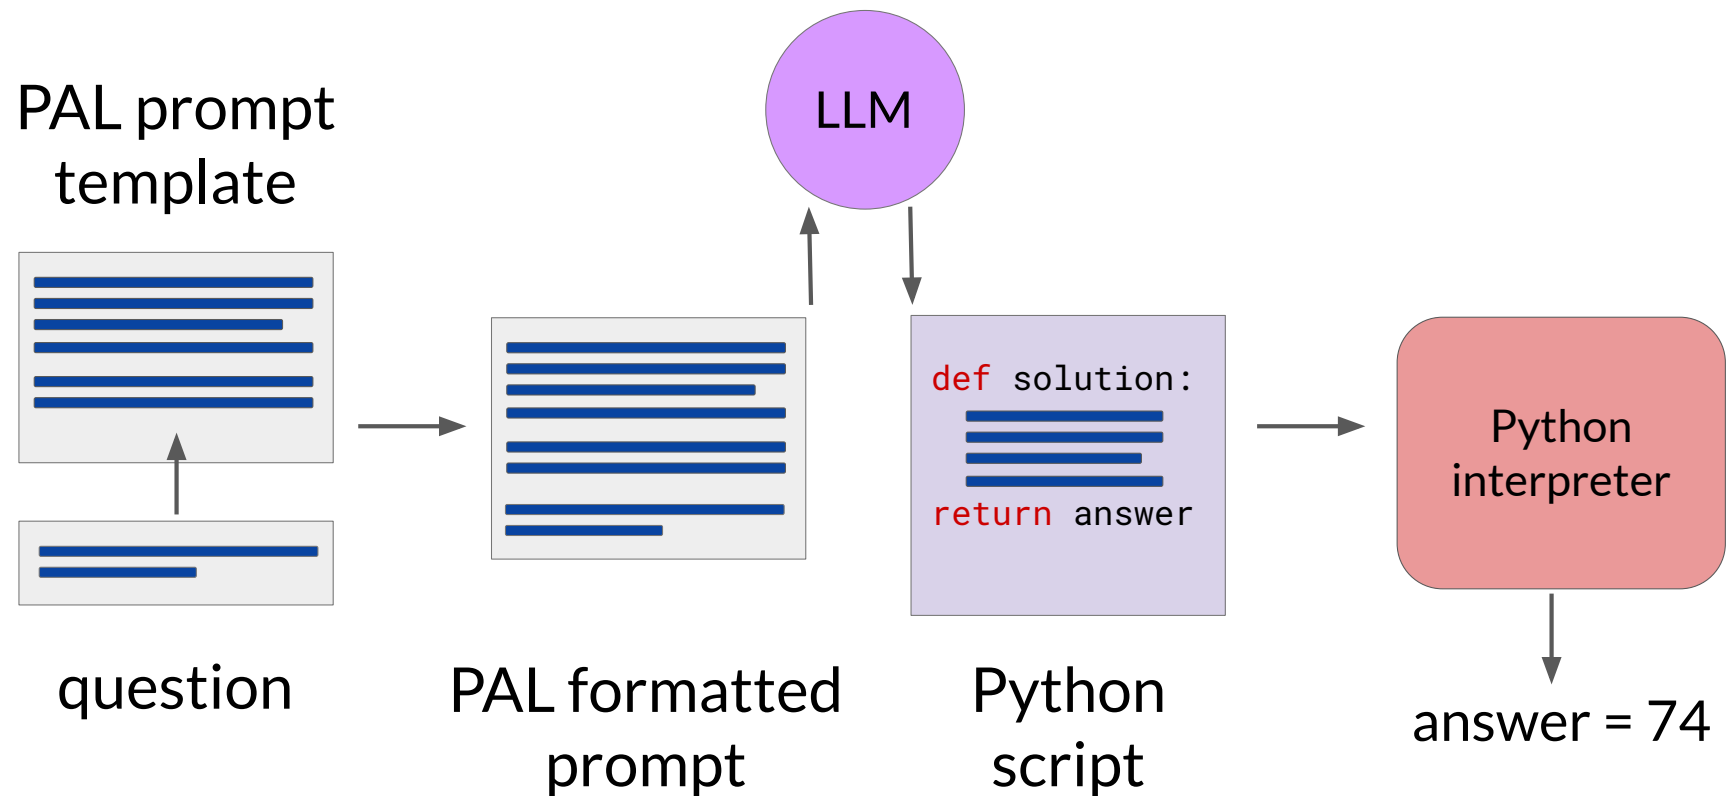 PAL prompt
template
question
PAL formatted
prompt
LLM
def solution:
return answer
Python
script
Python
interpreter
answer = 74